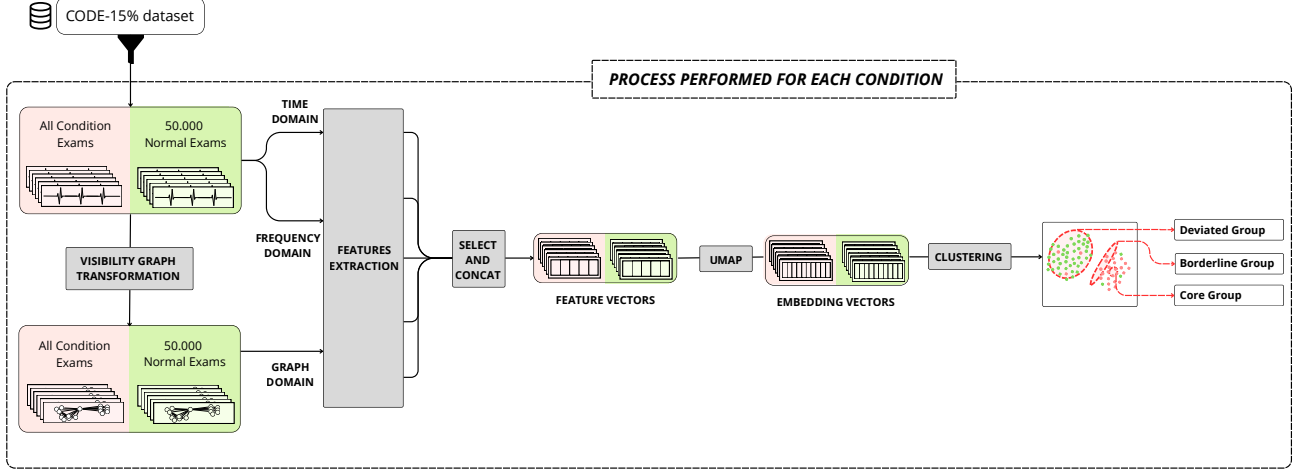 CODE-15% dataset
PROCESS PERFORMED FOR EACH CONDITION
All Condition
Exams
50.000
Normal Exams
TIME
DOMAIN
FREQUENCY
DOMAIN
VISIBILITY GRAPH
TRANSFORMATION
All Condition
Exams
50.000
Normal Exams
GRAPH
DOMAIN
FEATURES
EXTRACTION
SELECT
AND
CONCAT
FEATURE VECTORS
UMAP
EMBEDDING VECTORS
CLUSTERING
Deviated Group
Borderline Group
Core Group